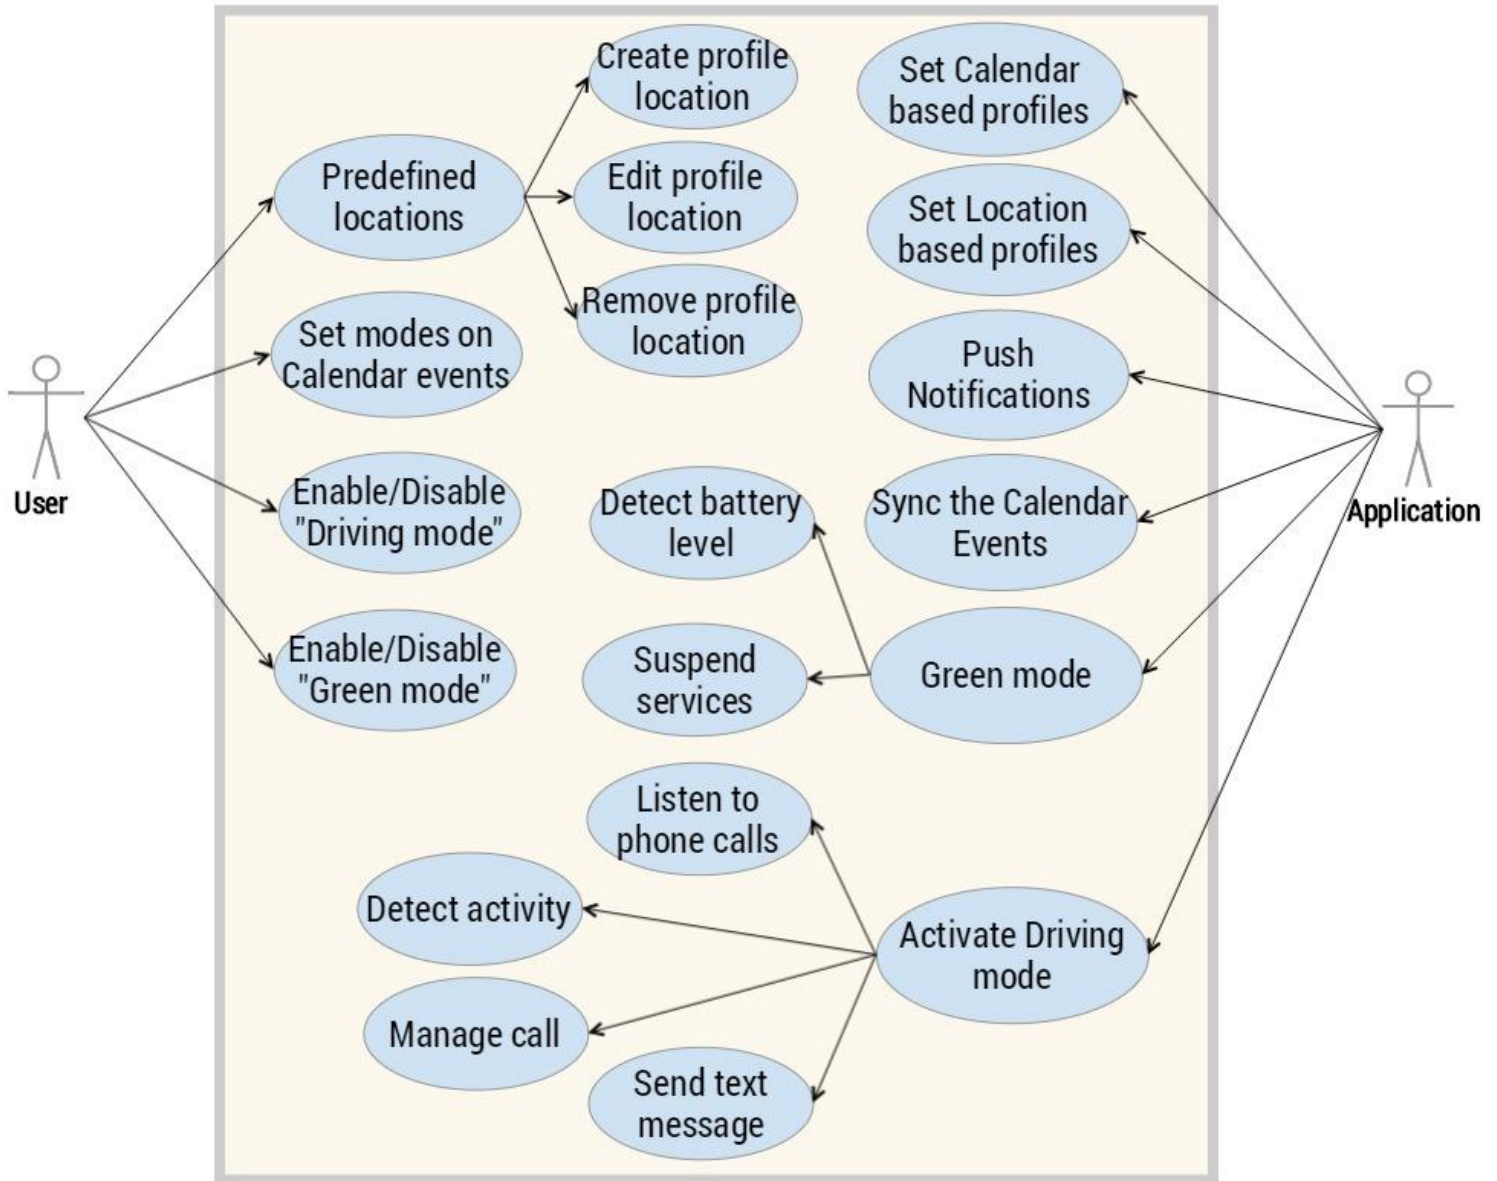 Create profile
location
Set Calendar
based profiles
Predefined
locations
Edit profile
location
Set Location
based profiles
Remove profile
location
Set modes on
Calendar events
Push
Notifications
User
Enable/Disable
"Driving mode"
Detect battery
level
Sync the Calendar
Events
Application
Enable/Disable
"Green mode"
Suspend
services
Green mode
Listen to
phone calls
Detect activity
Activate Driving
mode
Manage call
Send text
message